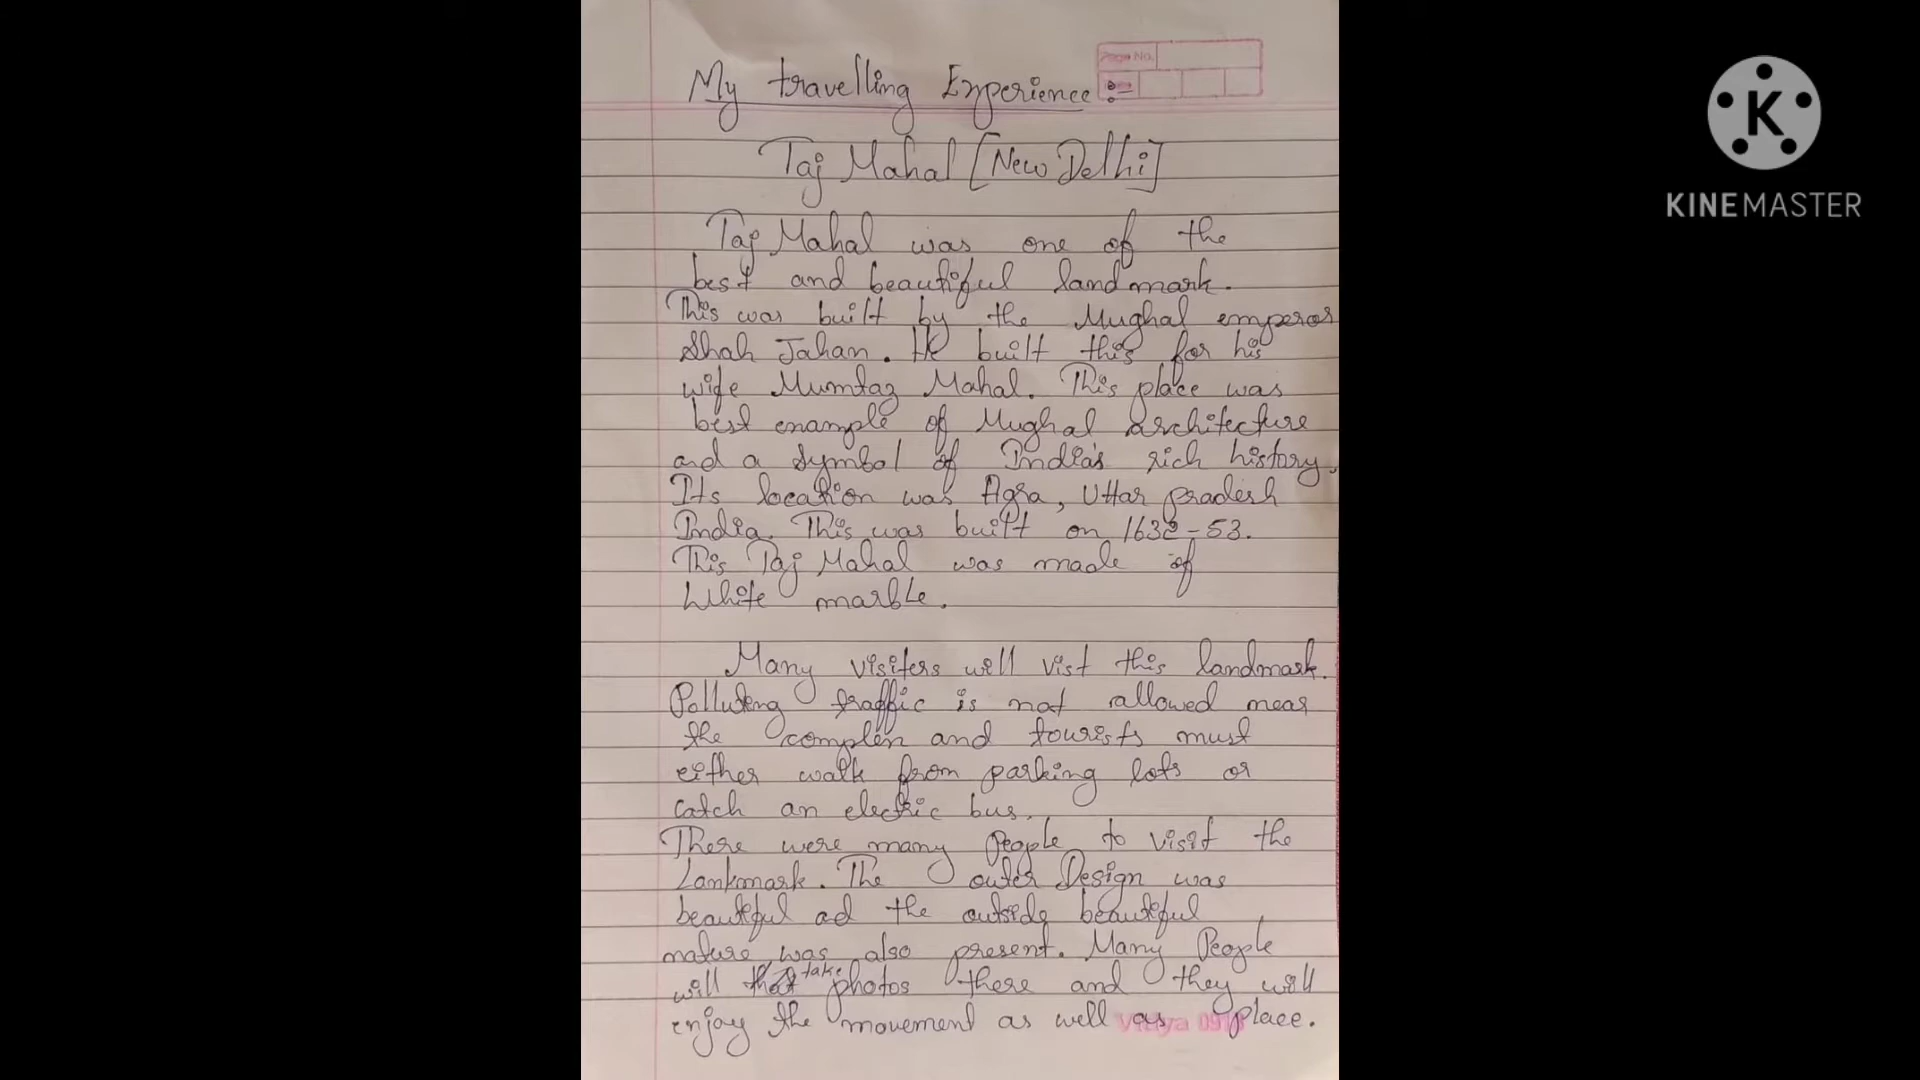 Page No.
My travelling Experience :-
Taj Mahal [New Delhi]
Taj Mahal was one of the
best and beautiful landmark.
This was built by the Mughal emperor
Shah Jahan. He built this for his
wife Mumtaz Mahal. This place was
best example of Mughal architecture
and a symbol of India's rich history.
Its location was Agra, Uttar pradesh
India. This was built on 1632-53.
This Taj Mahal was made of
White marble.
Many visiters will vist this landmark.
Polluting traffic is not allowed near
the complex and tourists must
either walk from parking lots or
catch an electric bus.
There were many People to visit the
Lankmark. The outer Design was
beautiful ad the outside beautiful
nature was also present. Many People
will take photos there and they will
enjoy the movement as well as place.
K
KINEMASTER